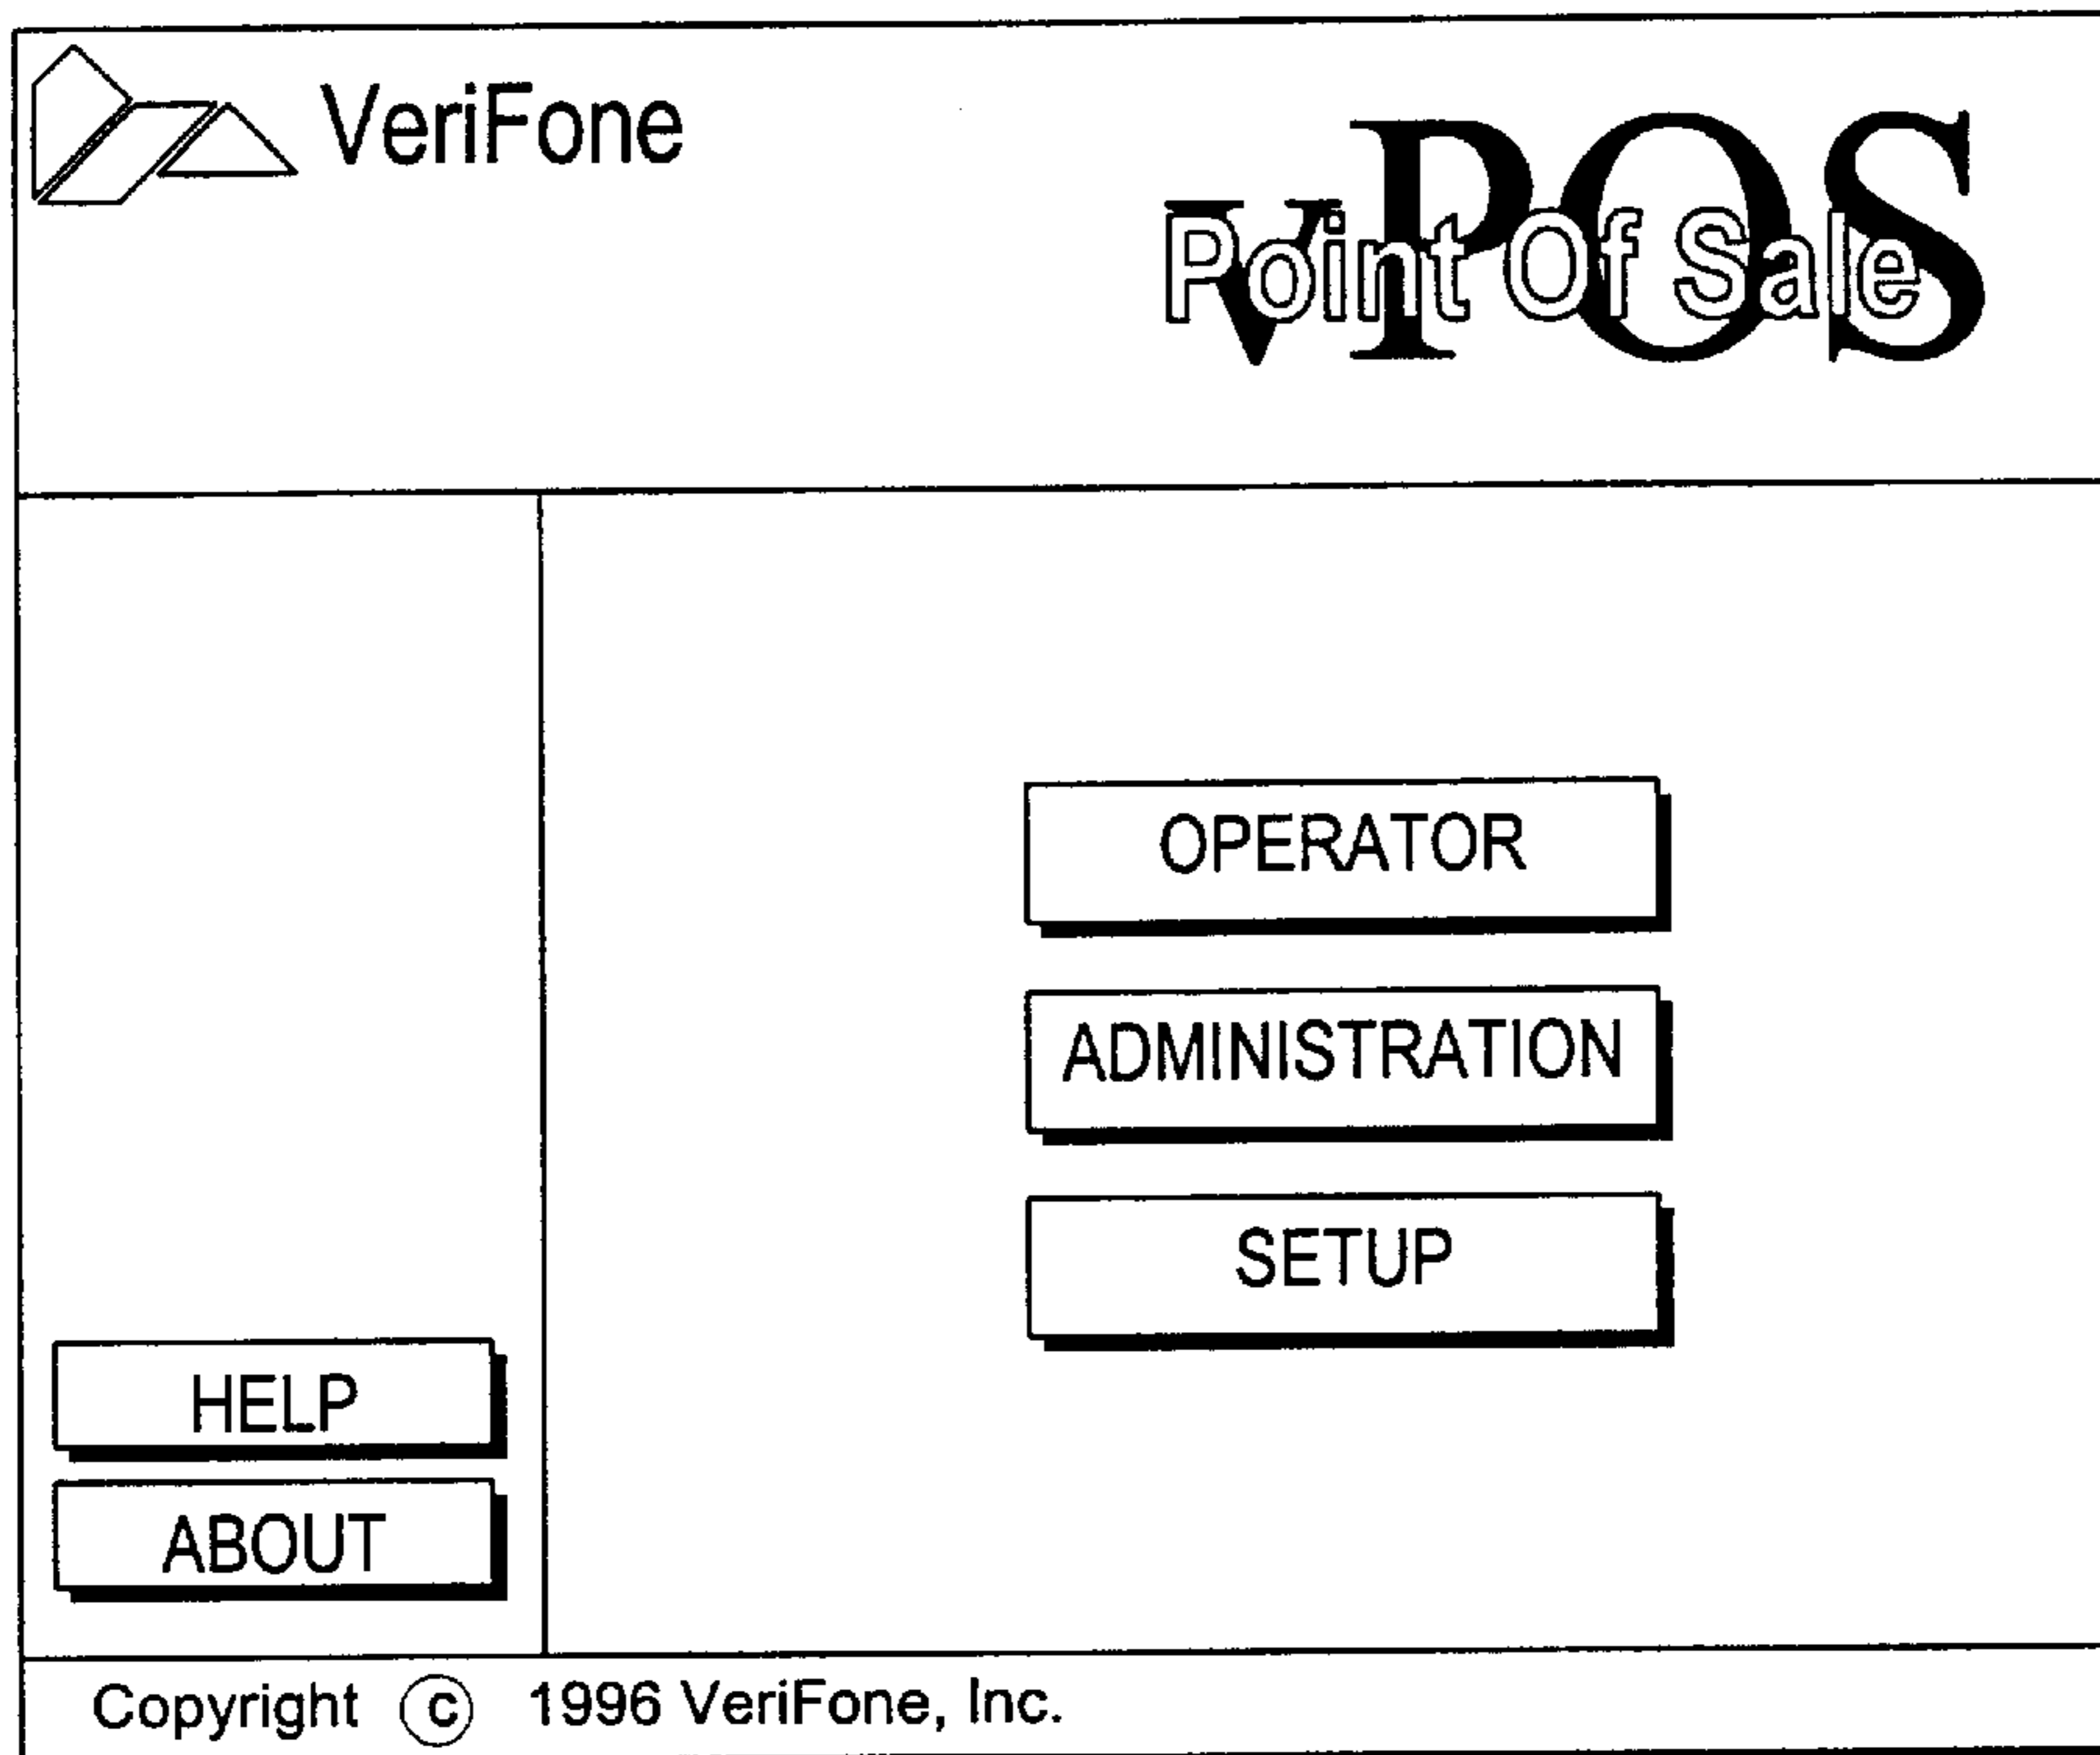 VeriFone
vPOS
Point Of Sale
OPERATOR
ADMINISTRATION
SETUP
HELP
ABOUT
Copyright © 1996 VeriFone, Inc.